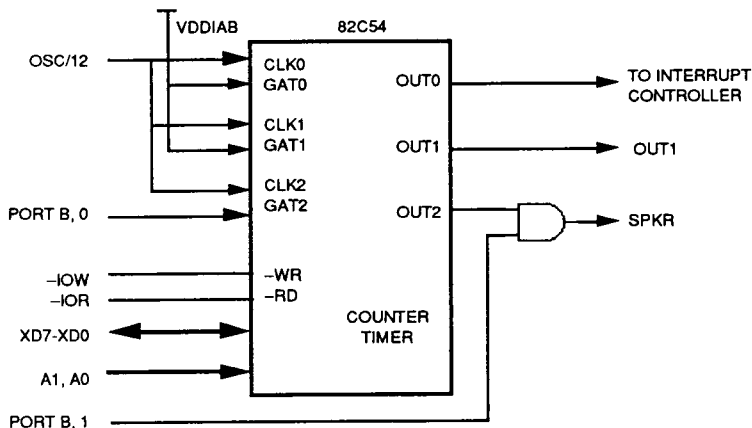 VDDIAB
82C54
OSC/12
CLK0
GAT0
OUT0
TO INTERRUPT
CONTROLLER
CLK1
GAT1
OUT1
OUT1
CLK2
GAT2
PORT B, 0
OUT2
SPKR
–IOW
–WR
–IOR
–RD
XD7-XD0
COUNTER
TIMER
A1, A0
PORT B, 1